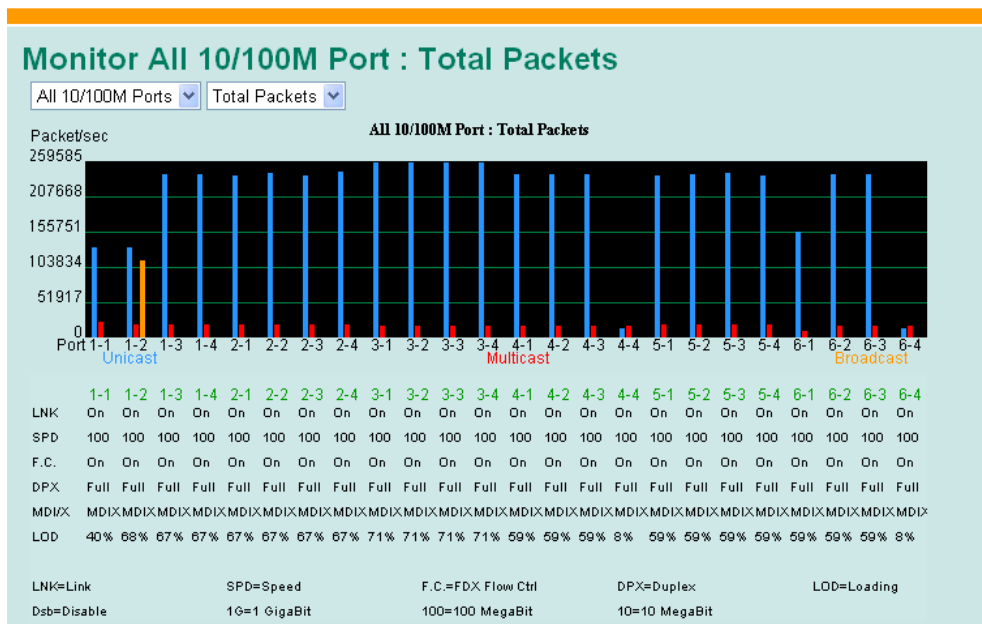 Monitor All 10/100M Port : Total Packets
All 10/100M Ports Total Packets
Packet/sec All 10/100M Port : Total Packets
259585
207668
155751
103834
51917
0
Port 1-1 1-2 1-3 1-4 2-1 2-2 2-3 2-4 3-1 3-2 3-3 3-4 4-1 4-2 4-3 4-4 5-1 5-2 5-3 5-4 6-1 6-2 6-3 6-4
Unicast Multicast Broadcast
1-1 1-2 1-3 1-4 2-1 2-2 2-3 2-4 3-1 3-2 3-3 3-4 4-1 4-2 4-3 4-4 5-1 5-2 5-3 5-4 6-1 6-2 6-3 6-4
LNK On On On On On On On On On On On On On On On On On On On On On On On On
SPD 100 100 100 100 100 100 100 100 100 100 100 100 100 100 100 100 100 100 100 100 100 100 100 100
F.C. On On On On On On On On On On On On On On On On On On On On On On On On
DPX Full Full Full Full Full Full Full Full Full Full Full Full Full Full Full Full Full Full Full Full Full Full Full Full
MDI/X MDIX MDIX MDIX MDIX MDIX MDIX MDIX MDIX MDIX MDIX MDIX MDIX MDIX MDIX MDIX MDIX MDIX MDIX MDIX MDIX MDIX MDIX MDIX MDIX
LOD 40% 68% 67% 67% 67% 67% 67% 67% 71% 71% 71% 71% 59% 59% 59% 8% 59% 59% 59% 59% 59% 59% 59% 8%
LNK=Link SPD=Speed F.C.=FDX Flow Ctrl DPX=Duplex LOD=Loading
Dsb=Disable 1G=1 GigaBit 100=100 MegaBit 10=10 MegaBit